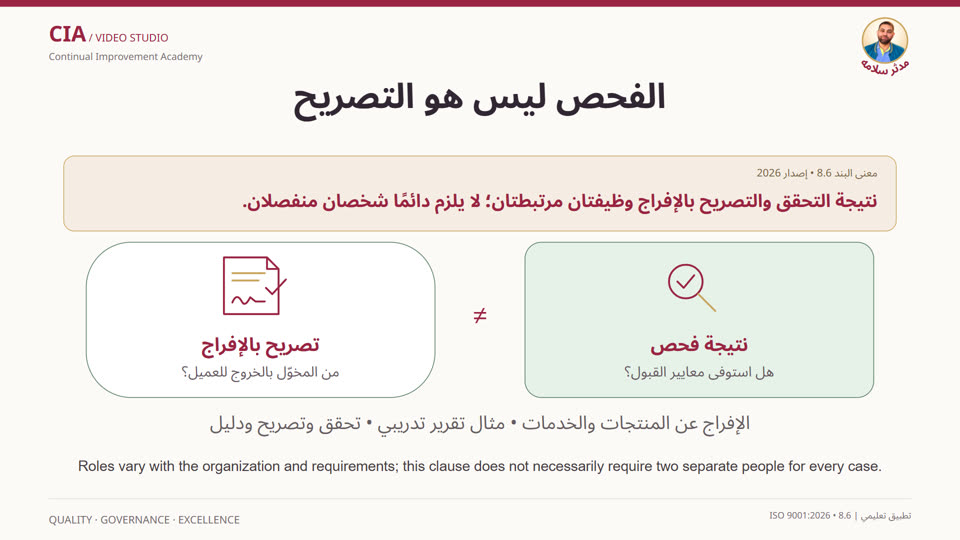 CIA / VIDEO STUDIO
Continual Improvement Academy
مدثر سلامه
الفحص ليس هو التصريح
معنى البند 8.6 • إصدار 2026
نتيجة التحقق والتصريح بالإفراج وظيفتان مرتبطتان؛ لا يلزم دائمًا شخصان منفصلان.
نتيجة فحص
هل استوفى معايير القبول؟
≠
تصريح بالإفراج
من المخوّل بالخروج للعميل؟
الإفراج عن المنتجات والخدمات • مثال تقرير تدريبي • تحقق وتصريح ودليل
Roles vary with the organization and requirements; this clause does not necessarily require two separate people for every case.
QUALITY · GOVERNANCE · EXCELLENCE
تطبيق تعليمي | ISO 9001:2026 • 8.6